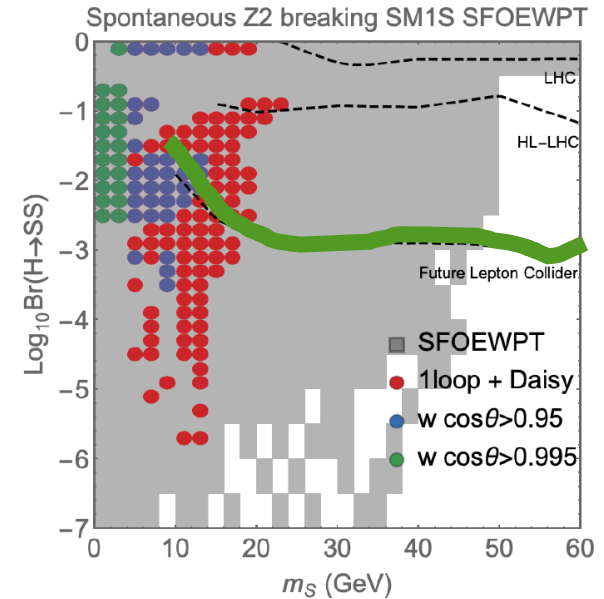 Spontaneous Z2 breaking SM1S SFOEWPT
0
-1
-2
-3
-4
-5
-6
-7
Log10Br(H→SS)
LHC
HL-LHC
Future Lepton Collider
SFOEWPT
1loop + Daisy
w cosθ>0.95
w cosθ>0.995
0 10 20 30 40 50 60
mS (GeV)